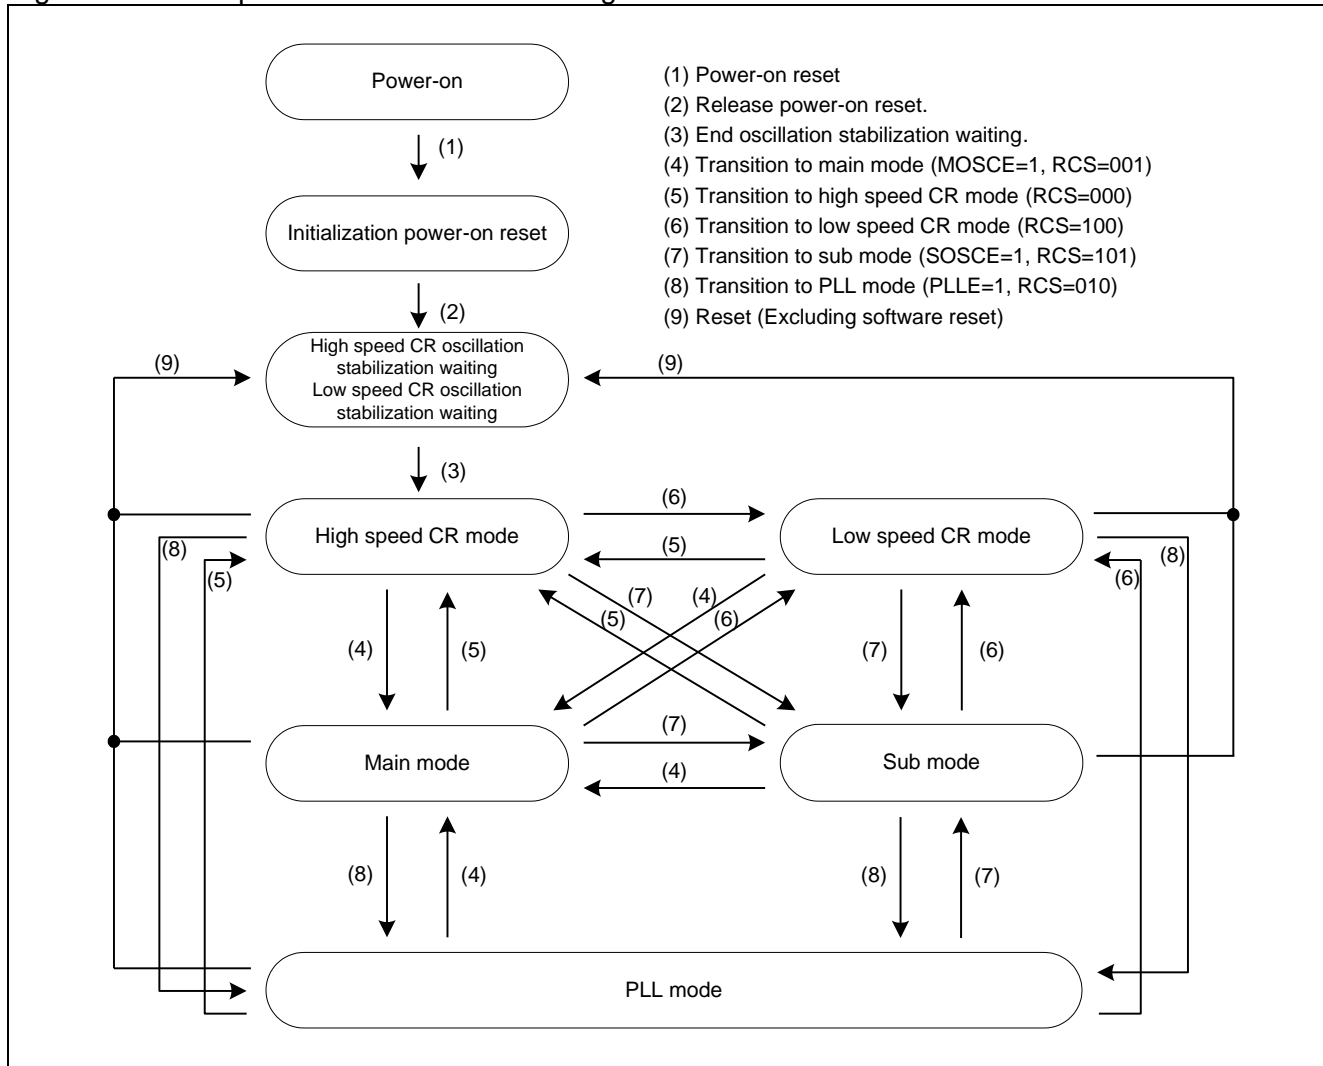 Power-on
(1) Power-on reset
(2) Release power-on reset.
(3) End oscillation stabilization waiting.
(4) Transition to main mode (MOSCE=1, RCS=001)
(5) Transition to high speed CR mode (RCS=000)
(6) Transition to low speed CR mode (RCS=100)
(7) Transition to sub mode (SOSCE=1, RCS=101)
(8) Transition to PLL mode (PLLE=1, RCS=010)
(9) Reset (Excluding software reset)
(1)
Initialization power-on reset
(2)
High speed CR oscillation
stabilization waiting
Low speed CR oscillation
stabilization waiting
(9)
(9)
(3)
High speed CR mode
(6)
(5)
Low speed CR mode
(8)
(5)
(8)
(6)
(7)
(5)
(4)
(6)
(4)
(5)
(7)
(6)
Main mode
(7)
(4)
Sub mode
(8)
(4)
(8)
(7)
PLL mode